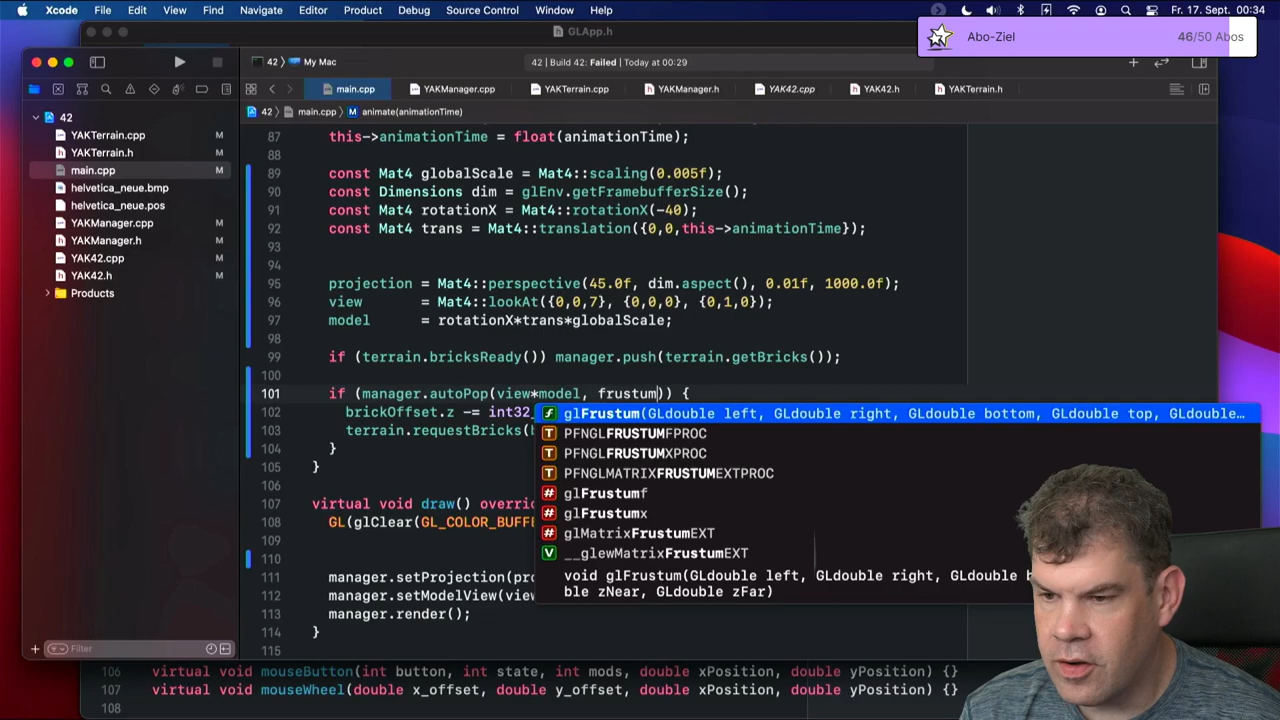 Xcode File Edit View Find Navigate Editor Product Debug Source Control Window Help
Fr. 17. Sept. 00:34
GLApp.h
Abo-Ziel 46/50 Abos
42 〉 My Mac
42 | Build 42: Failed | Today at 00:29
main.cpp YAKManager.cpp YAKTerrain.cpp YAKManager.h YAK42.cpp YAK42.h YAKTerrain.h
42 〉 main.cpp 〉 M animate(animationTime)
42
YAKTerrain.cpp M
YAKTerrain.h M
main.cpp M
helvetica_neue.bmp
helvetica_neue.pos
YAKManager.cpp M
YAKManager.h M
YAK42.cpp M
YAK42.h M
Products
Filter
87 this->animationTime = float(animationTime);
88
89 const Mat4 globalScale = Mat4::scaling(0.005f);
90 const Dimensions dim = glEnv.getFramebufferSize();
91 const Mat4 rotationX = Mat4::rotationX(-40);
92 const Mat4 trans = Mat4::translation({0,0,this->animationTime});
93
94
95 projection = Mat4::perspective(45.0f, dim.aspect(), 0.01f, 1000.0f);
96 view = Mat4::lookAt({0,0,7}, {0,0,0}, {0,1,0});
97 model = rotationX*trans*globalScale;
98
99 if (terrain.bricksReady()) manager.push(terrain.getBricks());
100
101 if (manager.autoPop(view*model, frustum)) {
102 brickOffset.z -= int32_
103 terrain.requestBricks(
104 }
105 }
106
107 virtual void draw() overri
108 GL(glClear(GL_COLOR_BUFF
109
110
111 manager.setProjection(pr
112 manager.setModelView(vie
113 manager.render();
114 }
115
f glFrustum(GLdouble left, GLdouble right, GLdouble bottom, GLdouble top, GLdouble…
T PFNGLFRUSTUMFPROC
T PFNGLFRUSTUMXPROC
T PFNGLMATRIXFRUSTUMEXTPROC
# glFrustumf
# glFrustumx
# glMatrixFrustumEXT
V __glewMatrixFrustumEXT
void glFrustum(GLdouble left, GLdouble right, GLdouble
ble zNear, GLdouble zFar)
106 virtual void mouseButton(int button, int state, int mods, double xPosition, double yPosition) {}
107 virtual void mouseWheel(double x_offset, double y_offset, double xPosition, double yPosition) {}
108